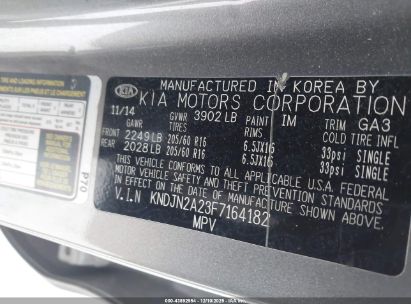 MANUFACTURED IN KOREA BY
KIA KIA MOTORS CORPORATION
11/14 GVWR 3902 LB PAINT IM TRIM GA3
GAWR TIRES RIMS COLD TIRE INFL
FRONT 2249 LB 205/60 R16 6.5JX16 33psi SINGLE
REAR 2028 LB 205/60 R16 6.5JX16 33psi SINGLE
THIS VEHICLE CONFORMS TO ALL APPLICABLE U.S.A. FEDERAL
MOTOR VEHICLE SAFETY AND THEFT PREVENTION STANDARDS
IN EFFECT ON THE DATE OF MANUFACTURE SHOWN ABOVE.
V.I.N KNDJN2A23F7164182
MPV
P70